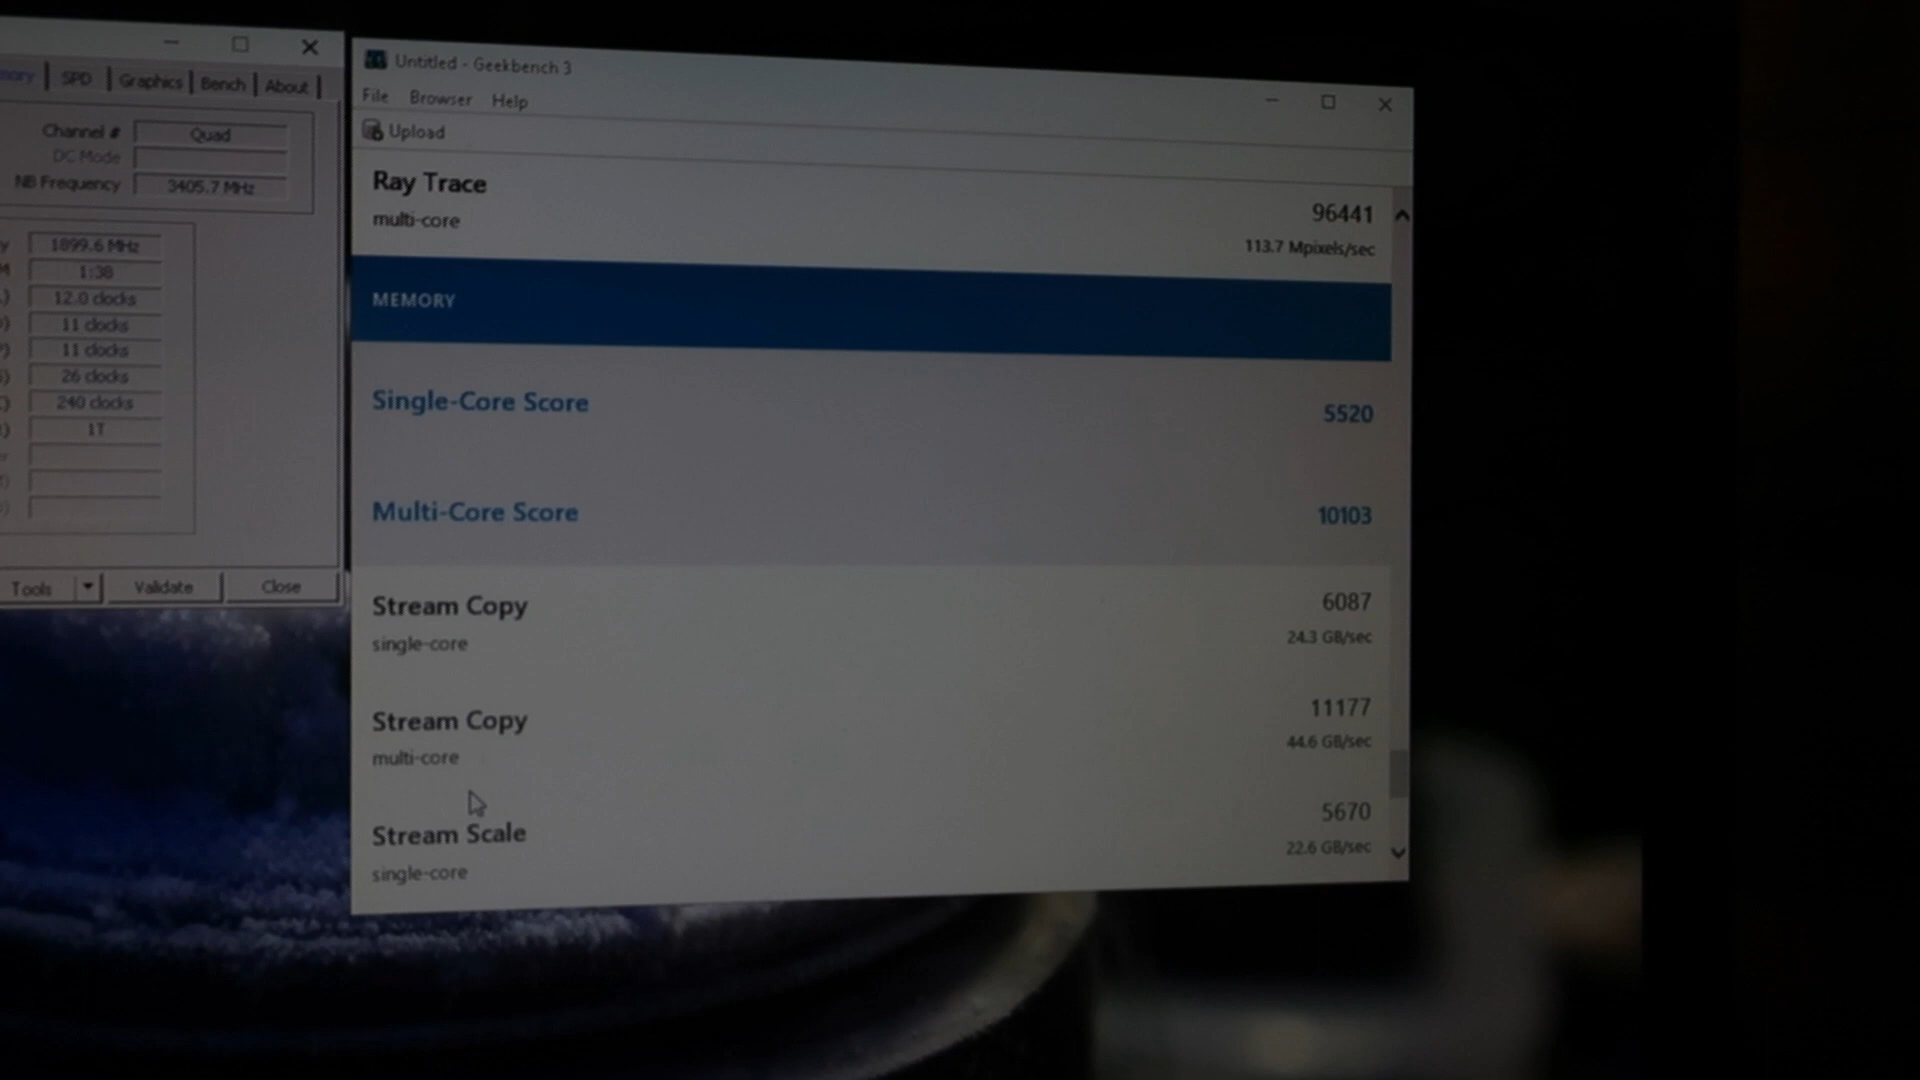 SPD Graphics Bench About
Channel # Quad
DC Mode
NB Frequency 3405.7 MHz
1899.6 MHz
1:38
12.0 clocks
11 clocks
11 clocks
26 clocks
240 clocks
1T
Tools Validate Close
Untitled - Geekbench 3
File Browser Help
Upload
Ray Trace 96441
multi-core 113.7 Mpixels/sec
MEMORY
Single-Core Score 5520
Multi-Core Score 10103
Stream Copy 6087
single-core 24.3 GB/sec
Stream Copy 11177
multi-core 44.6 GB/sec
Stream Scale 5670
single-core 22.6 GB/sec